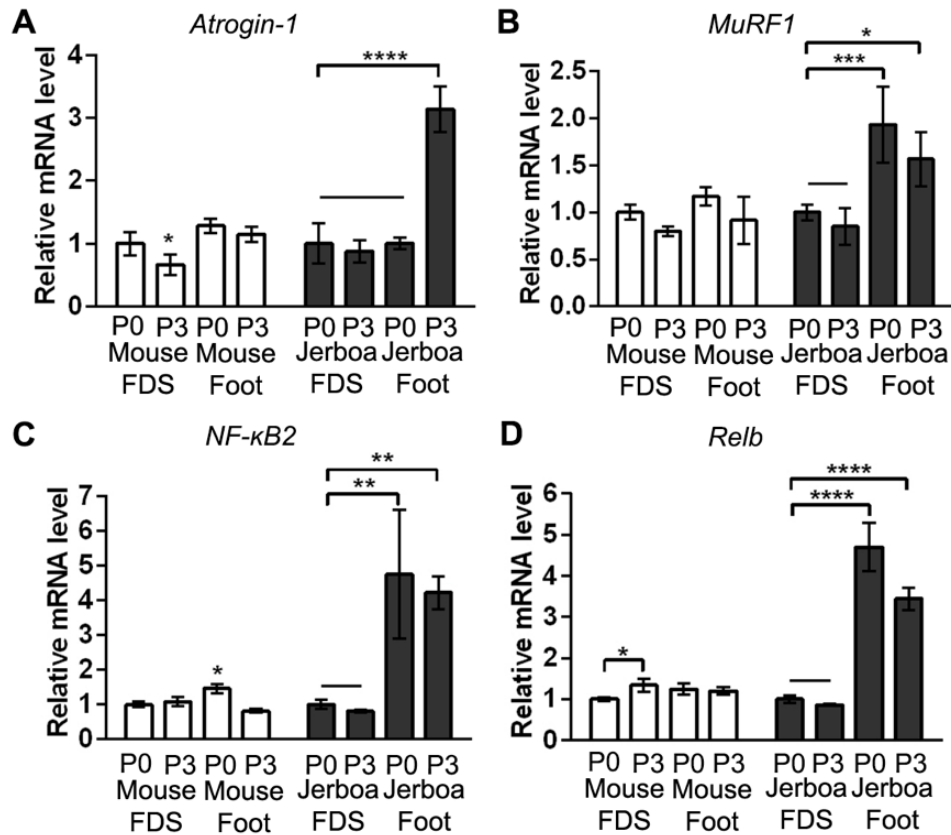 A
Atrogin-1
Relative mRNA level
4
3
2
1
0
****
*
P0 P3 P0 P3 P0 P3 P0 P3
Mouse Mouse Jerboa Jerboa
FDS Foot FDS Foot
B
MuRF1
Relative mRNA level
2.5
2.0
1.5
1.0
0.5
0.0
*
***
P0 P3 P0 P3 P0 P3 P0 P3
Mouse Mouse Jerboa Jerboa
FDS Foot FDS Foot
C
NF-κB2
Relative mRNA level
7
6
5
4
3
2
1
0
**
**
*
P0 P3 P0 P3 P0 P3 P0 P3
Mouse Mouse Jerboa Jerboa
FDS Foot FDS Foot
D
Relb
Relative mRNA level
6
5
4
3
2
1
0
****
****
*
P0 P3 P0 P3 P0 P3 P0 P3
Mouse Mouse Jerboa Jerboa
FDS Foot FDS Foot